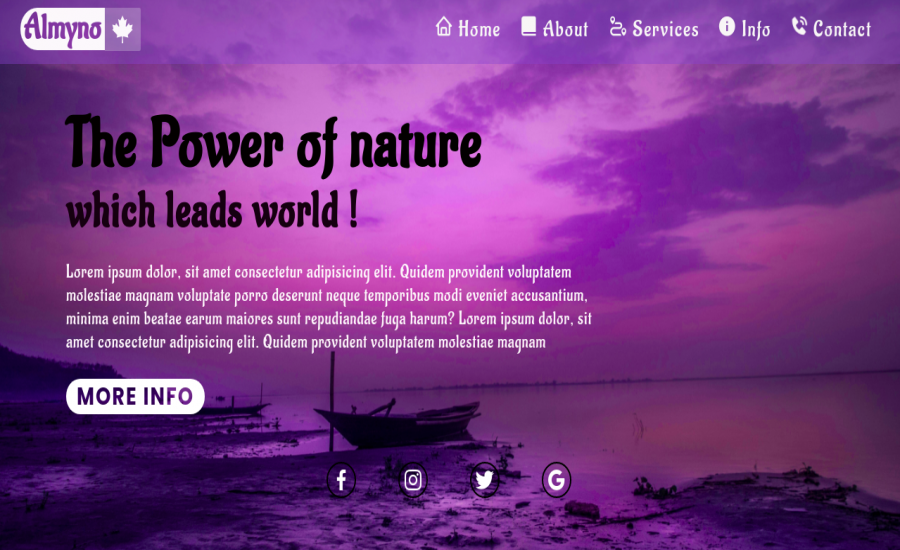 Almyno
Home About Services Info Contact
The Power of nature
which leads world !
Lorem ipsum dolor, sit amet consectetur adipisicing elit. Quidem provident voluptatem
molestiae magnam voluptate porro deserunt neque temporibus modi eveniet accusantium,
minima enim beatae earum maiores sunt repudiandae fuga harum? Lorem ipsum dolor, sit
amet consectetur adipisicing elit. Quidem provident voluptatem molestiae magnam
MORE INFO